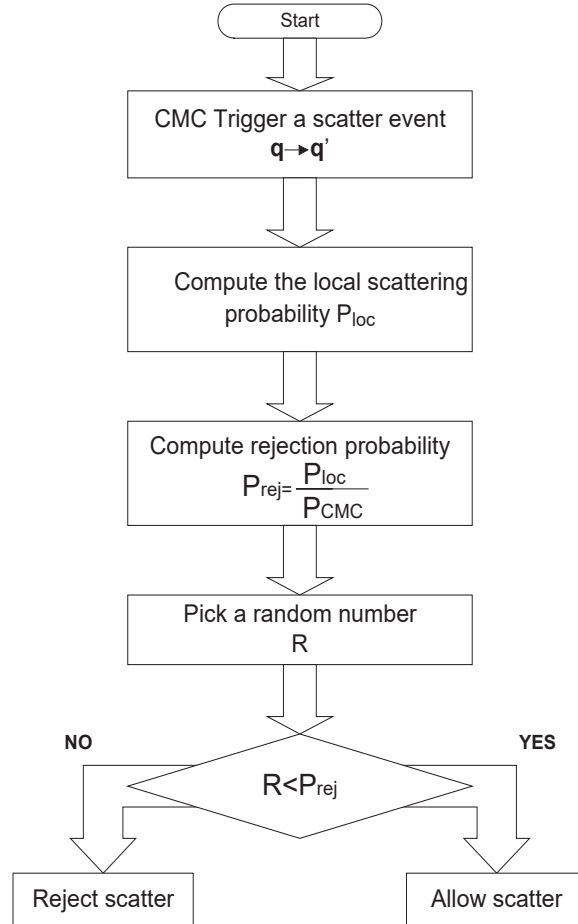 Start
CMC Trigger a scatter event
q→q'
Compute the local scattering
probability Ploc
Compute rejection probability
Prej= Ploc
PCMC
Pick a random number
R
NO
YES
R<Prej
Reject scatter
Allow scatter